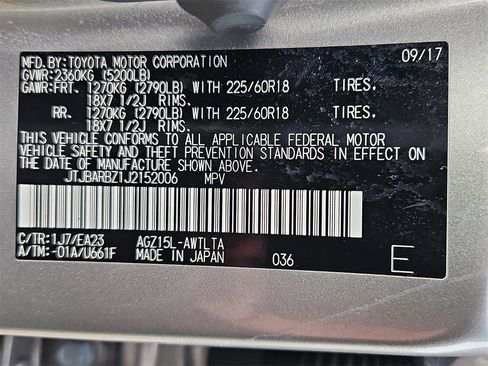 MFD.BY:TOYOTA MOTOR CORPORATION 09/17
GVWR:2360KG (5200LB)
GAWR:FRT. 1270KG (2790LB) WITH 225/60R18 TIRES.
18X7 1/2J RIMS.
RR. 1270KG (2790LB) WITH 225/60R18 TIRES.
18X7 1/2J RIMS.
THIS VEHICLE CONFORMS TO ALL APPLICABLE FEDERAL MOTOR
VEHICLE SAFETY AND THEFT PREVENTION STANDARDS IN EFFECT ON
THE DATE OF MANUFACTURE SHOWN ABOVE.
JTJBARBZ1J2152006 MPV
C/TR:1J7/EA23 AGZ15L-AWTLTA
A/TM:-01A/U661F MADE IN JAPAN 036 E